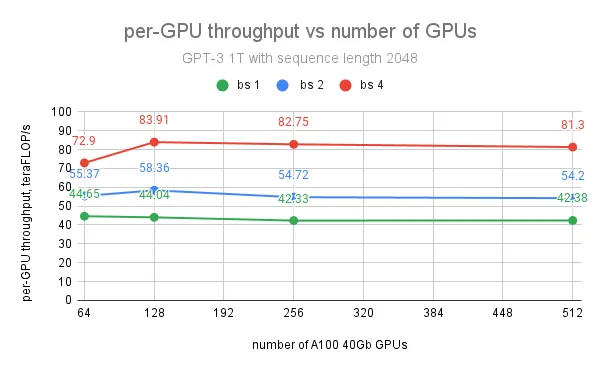 per-GPU throughput vs number of GPUs
GPT-3 1T with sequence length 2048
bs 1 bs 2 bs 4
per-GPU throughput, teraFLOP/s
100
90
80
70
60
50
40
30
20
10
0
72.9 83.91 82.75 81.3
55.37 58.36 54.72 54.2
44.65 44.04 42.33 42.38
64 128 192 256 320 384 448 512
number of A100 40Gb GPUs